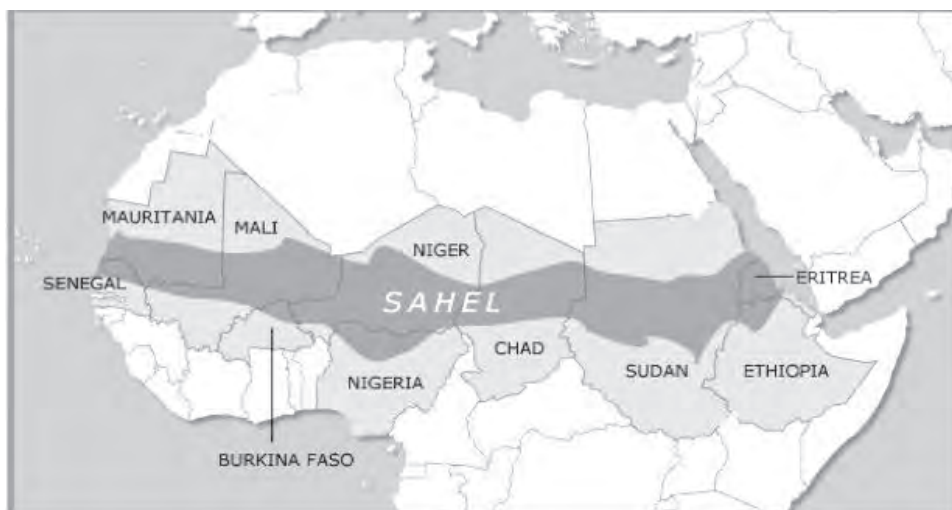 MAURITANIA
MALI
NIGER
ERITREA
SENEGAL
SAHEL
CHAD
SUDAN
ETHIOPIA
NIGERIA
BURKINA FASO